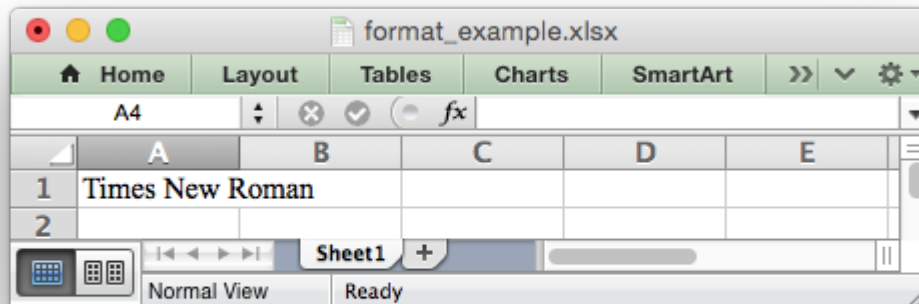 format_example.xlsx
Home Layout Tables Charts SmartArt
A4 fx
A B C D E
1 Times New Roman
2
Sheet1
Normal View Ready